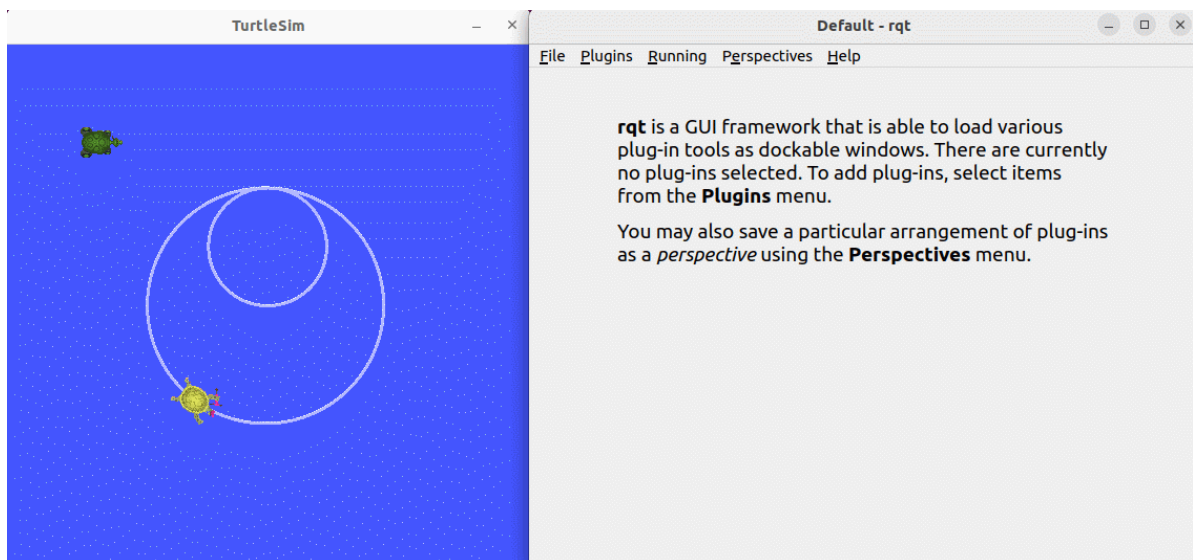 TurtleSim
Default - rqt
File Plugins Running Perspectives Help
rqt is a GUI framework that is able to load various
plug-in tools as dockable windows. There are currently
no plug-ins selected. To add plug-ins, select items
from the Plugins menu.
You may also save a particular arrangement of plug-ins
as a perspective using the Perspectives menu.